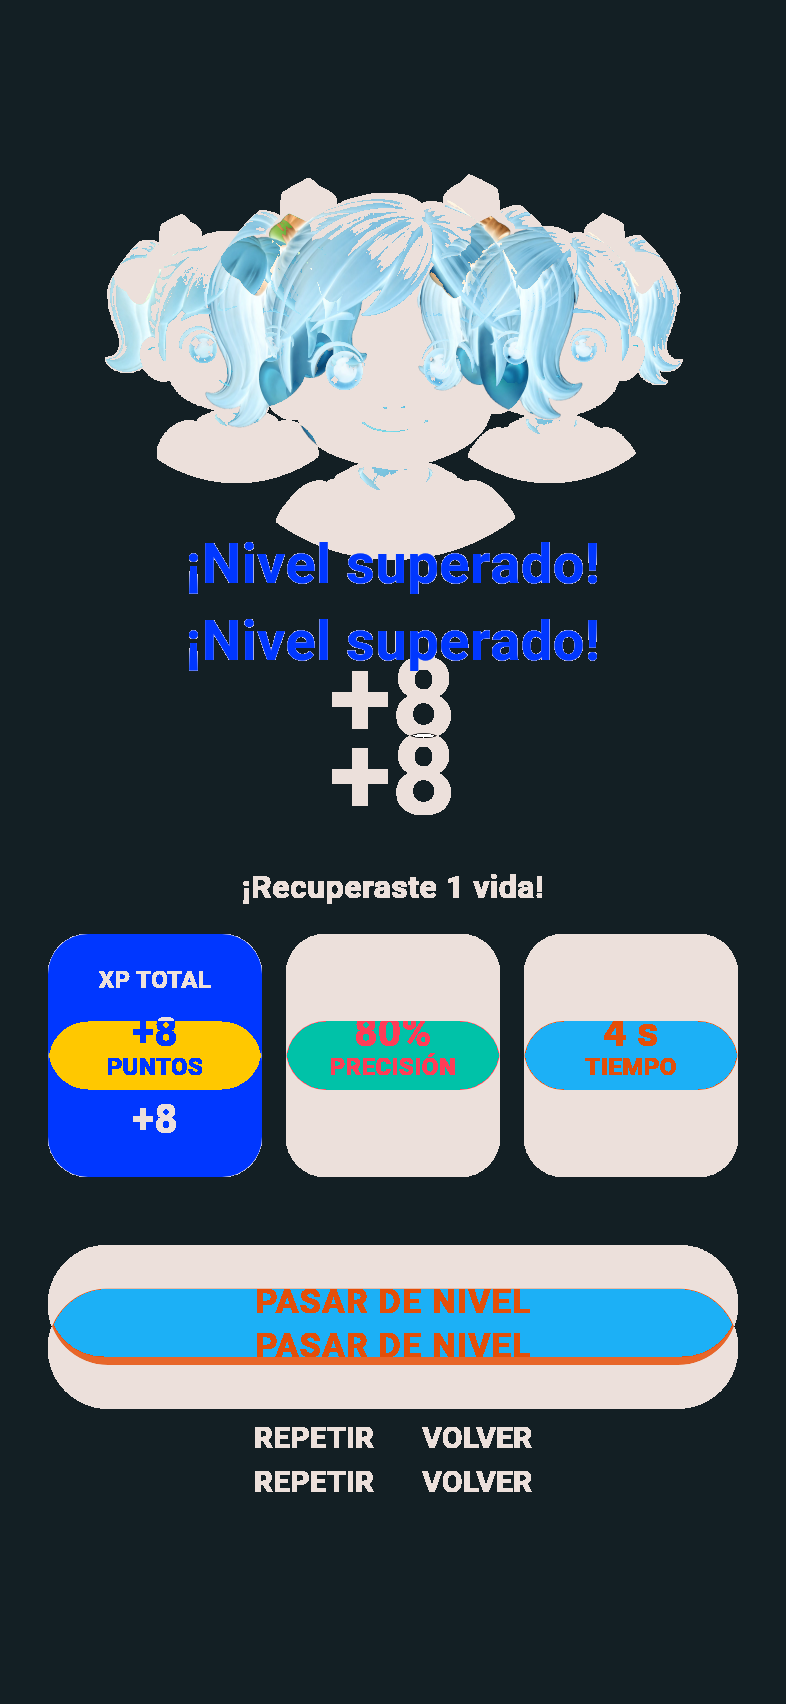 ¡Nivel superado!
¡Nivel superado!
+8
+8
¡Recuperaste 1 vida!
XP TOTAL
+8
PUNTOS
80%
PRECISIÓN
4 s
TIEMPO
+8
PASAR DE NIVEL
PASAR DE NIVEL
REPETIR VOLVER
REPETIR VOLVER